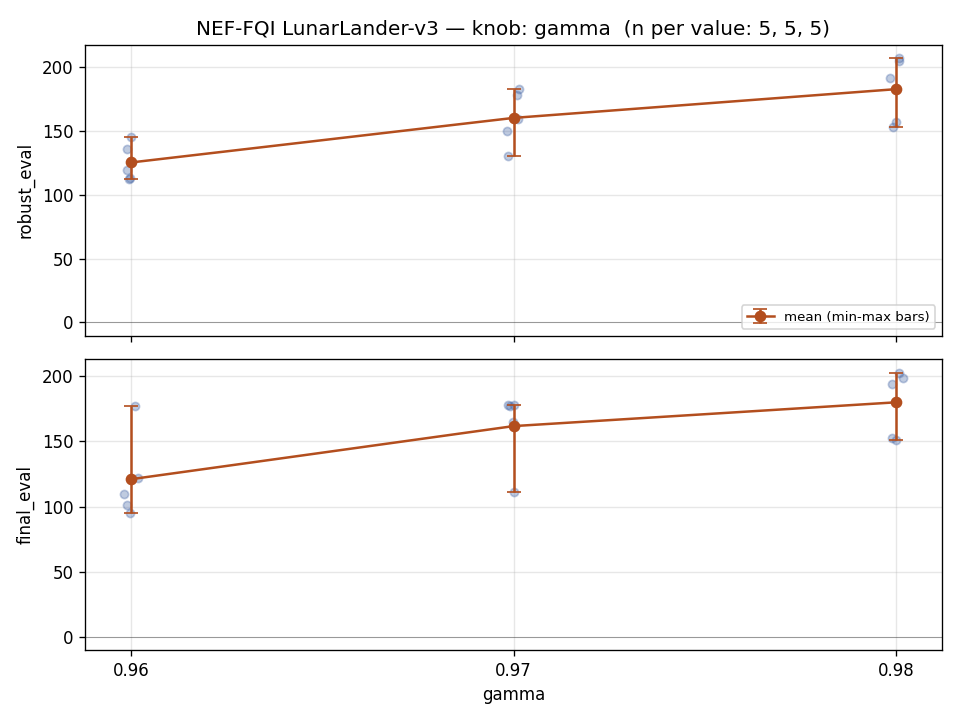 NEF-FQI LunarLander-v3 — knob: gamma  (n per value: 5, 5, 5)
200
150
100
50
0
robust_eval
mean (min-max bars)
200
150
100
50
0
final_eval
0.96
0.97
0.98
gamma